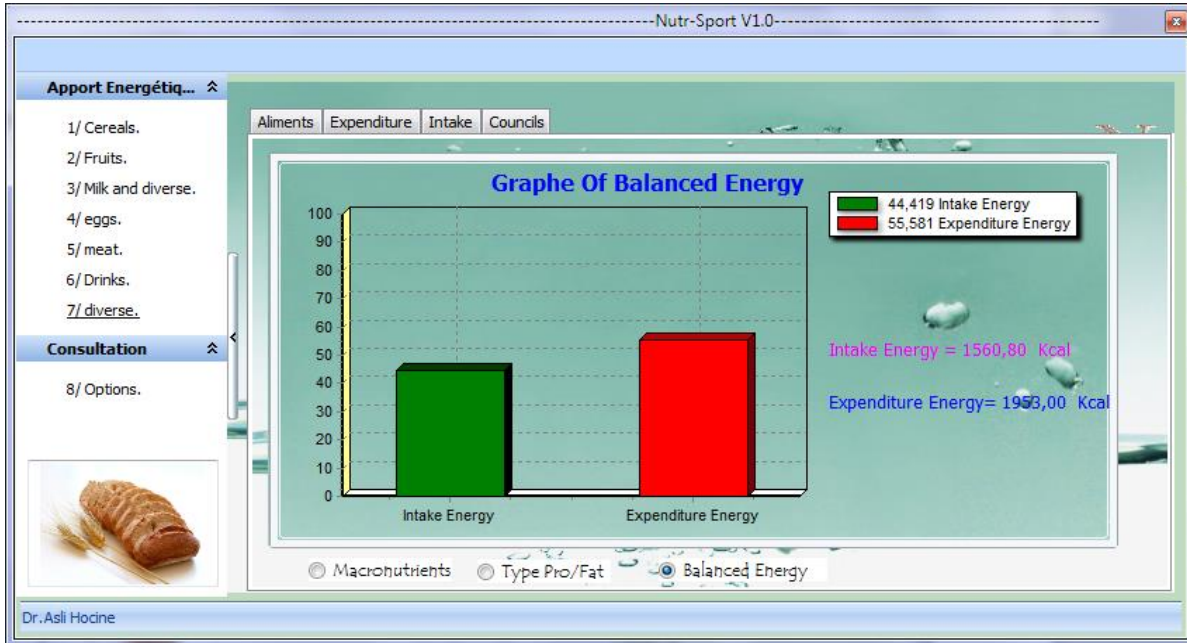 Nutr-Sport V1.0
Apport Energétiq...
1/ Cereals.
2/ Fruits.
3/ Milk and diverse.
4/ eggs.
5/ meat.
6/ Drinks.
7/ diverse.
Consultation
8/ Options.
Aliments Expenditure Intake Councils
Graphe Of Balanced Energy
44,419 Intake Energy
55,581 Expenditure Energy
100
90
80
70
60
50
40
30
20
10
0
Intake Energy Expenditure Energy
Intake Energy = 1560,80 Kcal
Expenditure Energy= 1953,00 Kcal
Macronutrients Type Pro/Fat Balanced Energy
Dr.Asli Hocine